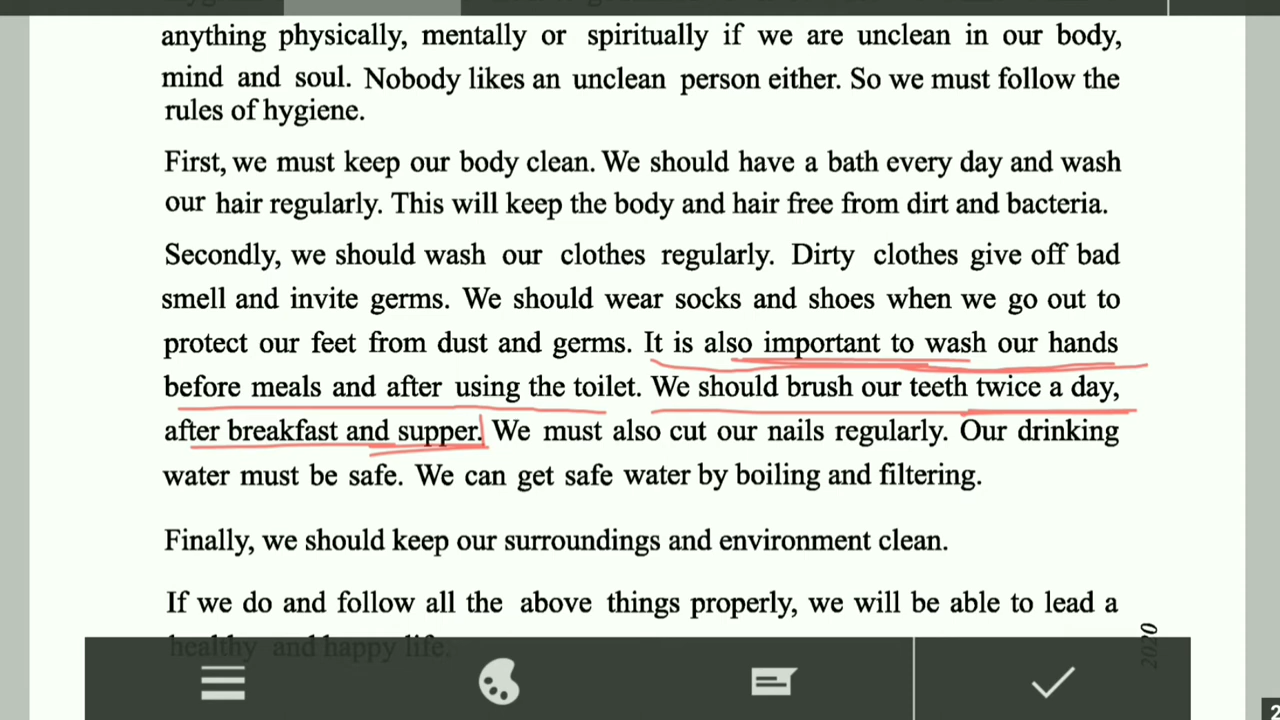 anything physically, mentally or spiritually if we are unclean in our body,
mind and soul. Nobody likes an unclean person either. So we must follow the
rules of hygiene.
First, we must keep our body clean. We should have a bath every day and wash
our hair regularly. This will keep the body and hair free from dirt and bacteria.
Secondly, we should wash our clothes regularly. Dirty clothes give off bad
smell and invite germs. We should wear socks and shoes when we go out to
protect our feet from dust and germs. It is also important to wash our hands
before meals and after using the toilet. We should brush our teeth twice a day,
after breakfast and supper. We must also cut our nails regularly. Our drinking
water must be safe. We can get safe water by boiling and filtering.
Finally, we should keep our surroundings and environment clean.
If we do and follow all the above things properly, we will be able to lead a
healthy and happy life.
2020